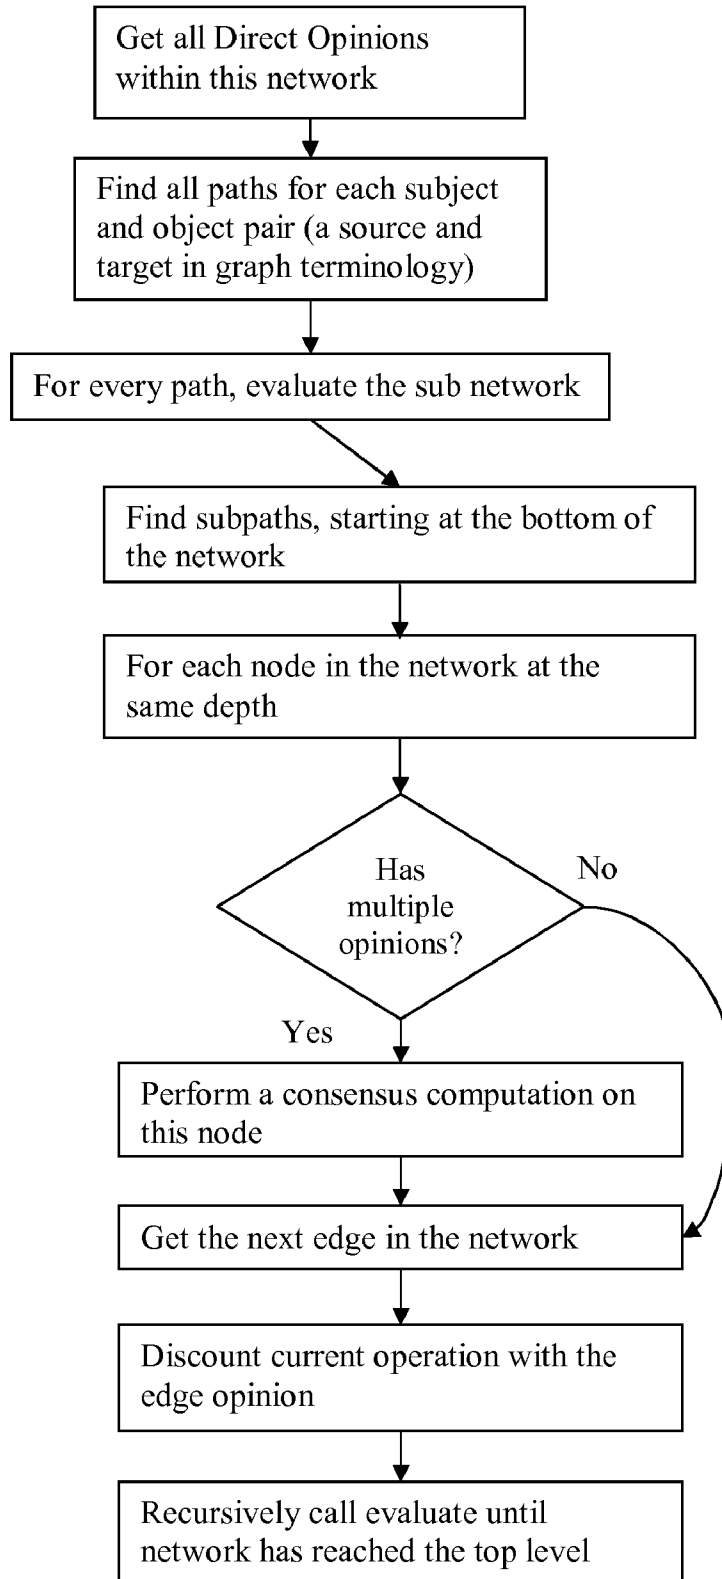 Get all Direct Opinions
within this network
Find all paths for each subject
and object pair (a source and
target in graph terminology)
For every path, evaluate the sub network
Find subpaths, starting at the bottom of
the network
For each node in the network at the
same depth
Has
multiple
opinions?
No
Yes
Perform a consensus computation on
this node
Get the next edge in the network
Discount current operation with the
edge opinion
Recursively call evaluate until
network has reached the top level